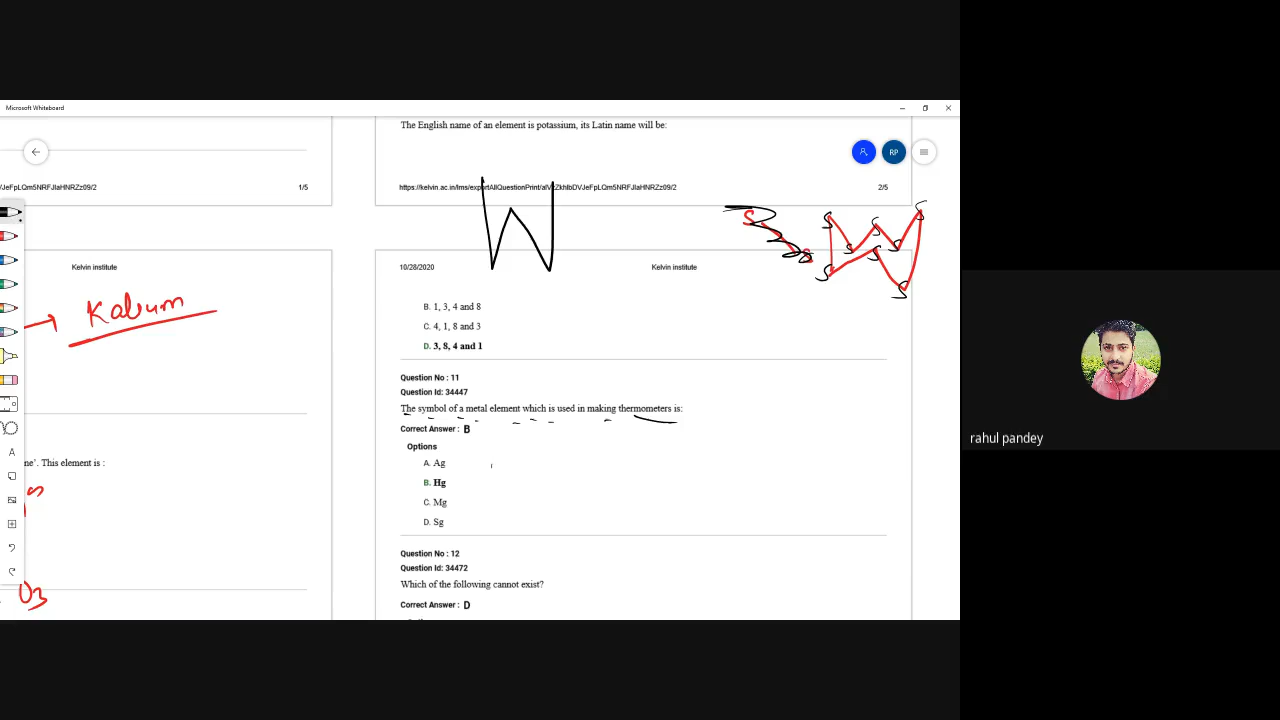 Microsoft Whiteboard
The English name of an element is potassium, its Latin name will be:
RP
/JeFpLQm5NRFJIaHNRZz09/2
1/5
2/5
Kelvin institute
10/28/2020
Kelvin institute
Kalium
B. 1, 3, 4 and 8
C. 4, 1, 8 and 3
D. 3, 8, 4 and 1
Question No : 11
Question Id: 34447
The symbol of a metal element which is used in making thermometers is:
Correct Answer : B
Options
A. Ag
B. Hg
C. Mg
D. Sg
ne'. This element is :
O3
Question No : 12
Question Id: 34472
Which of the following cannot exist?
Correct Answer : D
S
S
S
S
S
S
S
S
S
S
rahul pandey